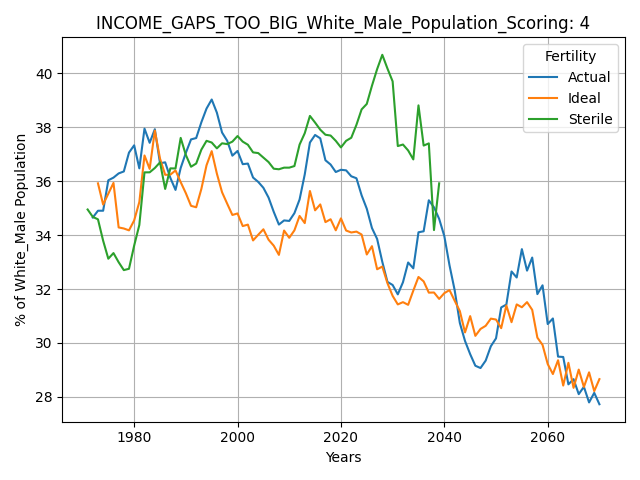 INCOME_GAPS_TOO_BIG_White_Male_Population_Scoring: 4
Fertility
Actual
Ideal
Sterile
% of White_Male Population
40
38
36
34
32
30
28
1980 2000 2020 2040 2060
Years